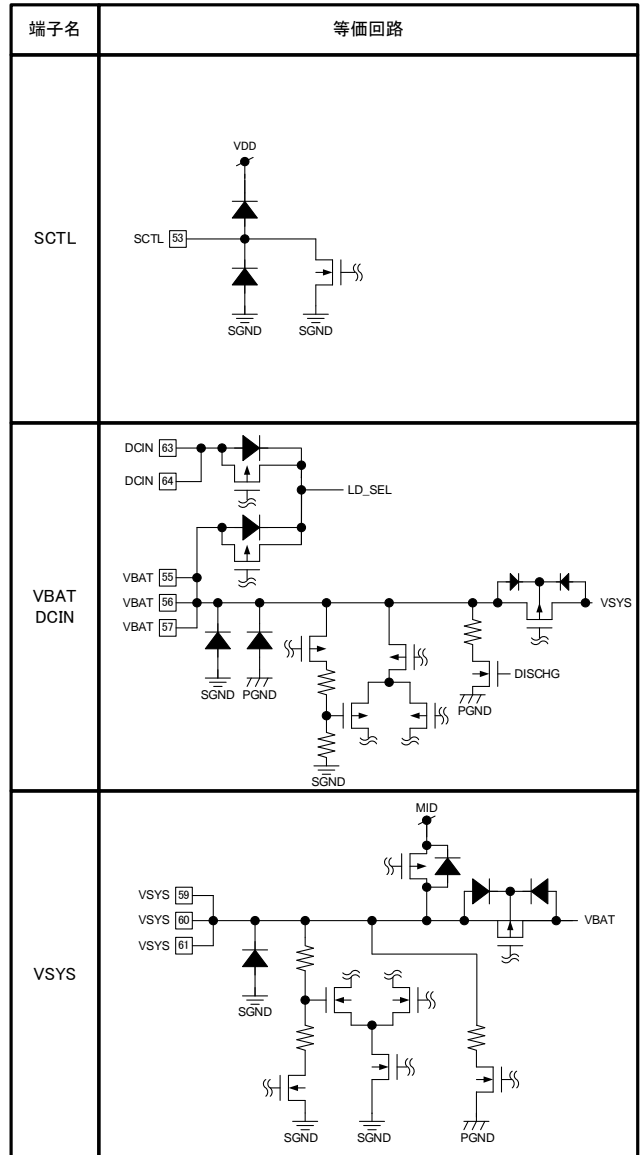 端子名 等価回路
SCTL
VDD
SCTL 53
SGND SGND
VBAT
DCIN
DCIN 63
DCIN 64
LD_SEL
VBAT 55
VBAT 56
VBAT 57
VSYS
SGND PGND
DISCHG
PGND
SGND
VSYS
MID
VSYS 59
VSYS 60
VSYS 61
VBAT
SGND
SGND SGND PGND